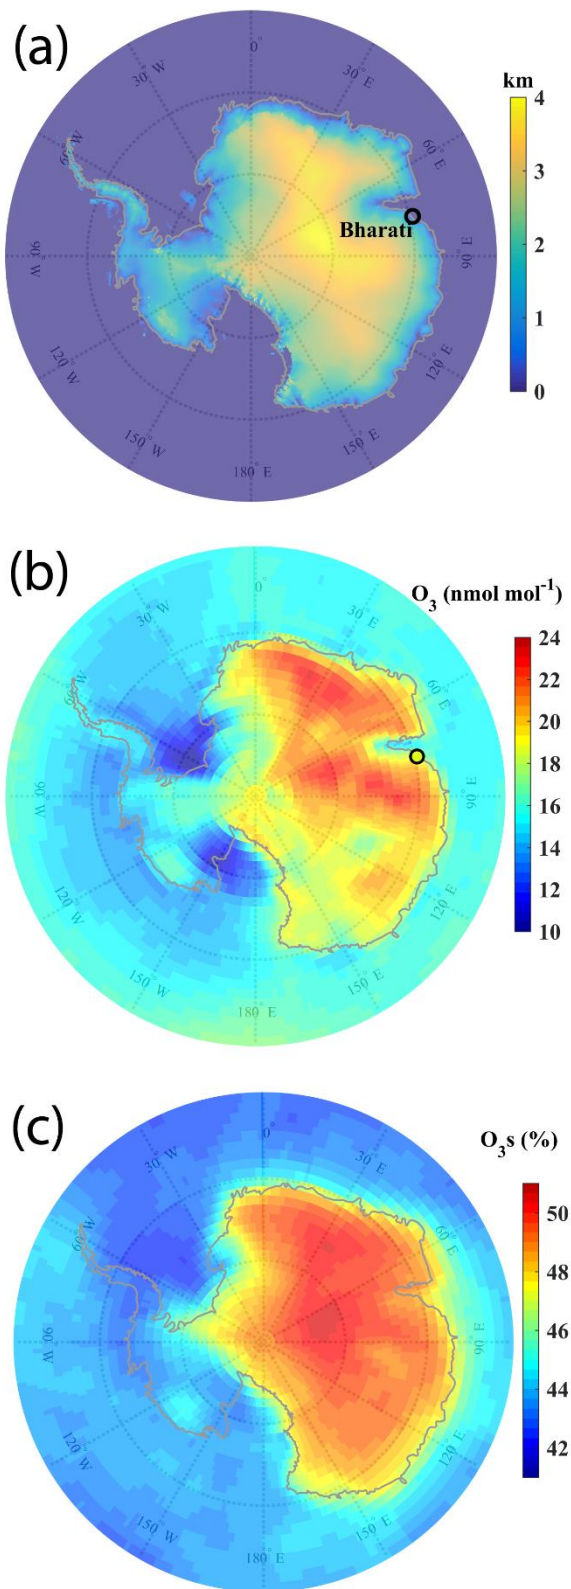 (a)
0°
30° W
30° E
60° W
60° E
90° W
90° E
120° W
120° E
150° W
150° E
180° E
Bharati
km
4
3
2
1
0
(b)
O₃ (nmol mol⁻¹)
0°
30° W
30° E
60° W
60° E
90° W
90° E
120° W
120° E
150° W
150° E
180° E
24
22
20
18
16
14
12
10
(c)
O₃s (%)
0°
30° W
30° E
60° W
60° E
90° W
90° E
120° W
120° E
150° W
150° E
180° E
50
48
46
44
42